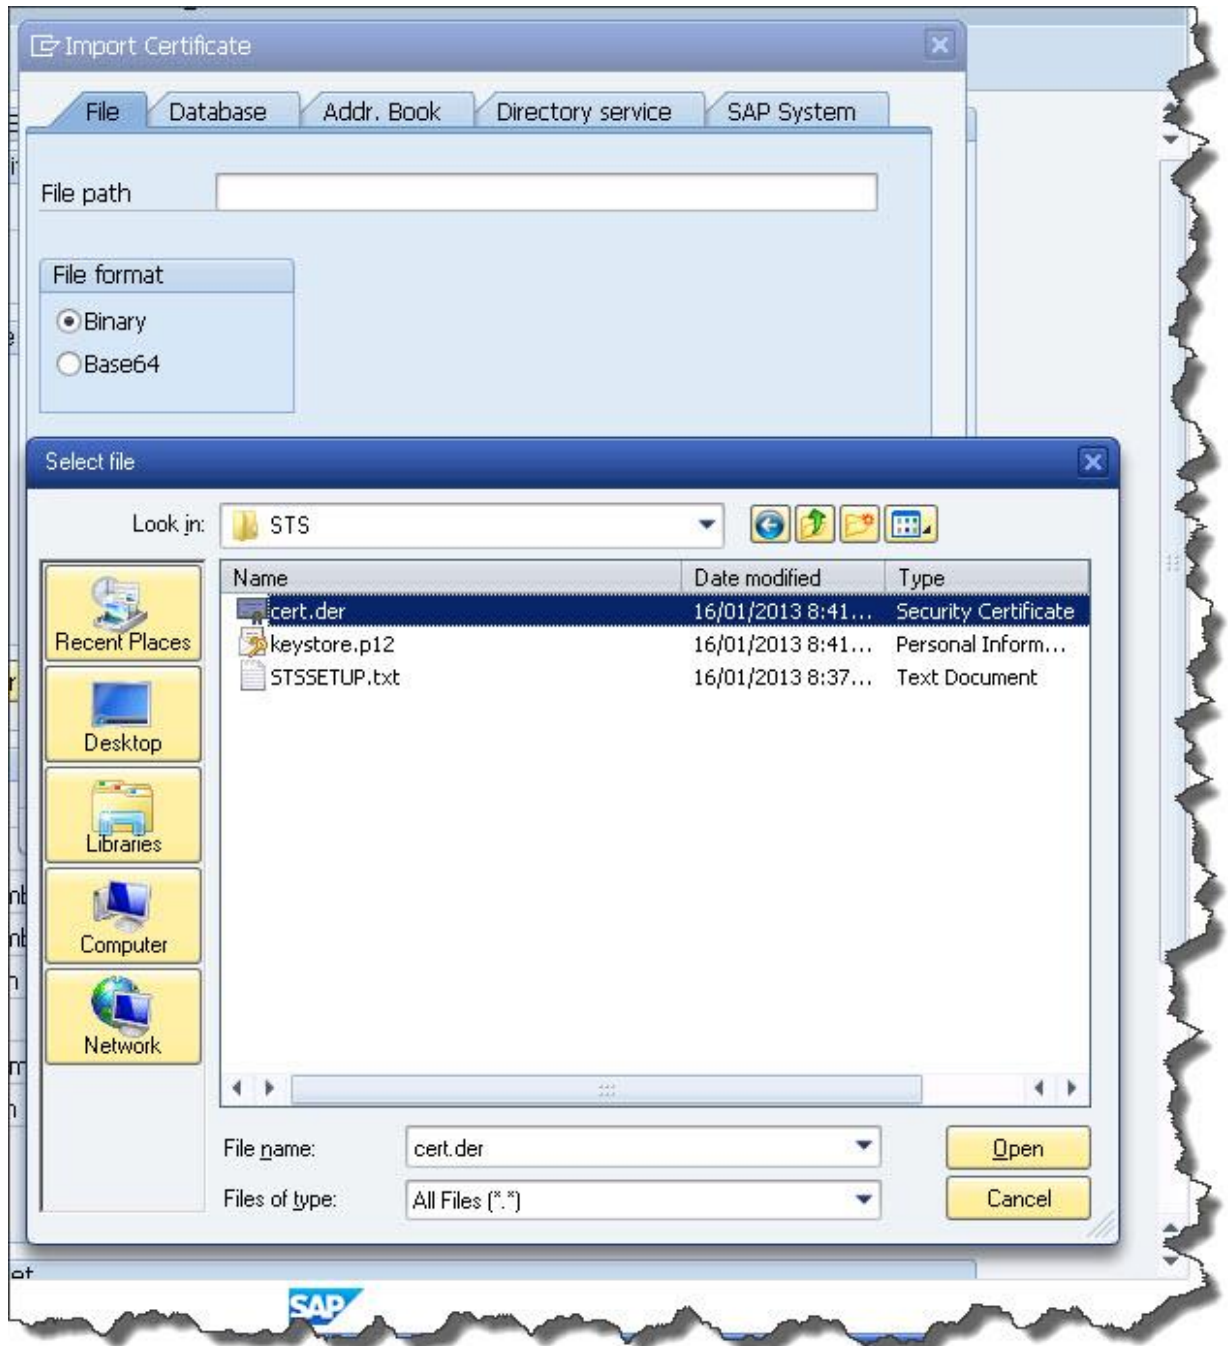 Import Certificate
File Database Addr. Book Directory service SAP System
File path
File format
Binary
Base64
Select file
Look in: STS
Name Date modified Type
cert.der 16/01/2013 8:41... Security Certificate
keystore.p12 16/01/2013 8:41... Personal Inform...
STSSETUP.txt 16/01/2013 8:37... Text Document
Recent Places
Desktop
Libraries
Computer
Network
File name: cert.der Open
Files of type: All Files (*.*) Cancel
SAP